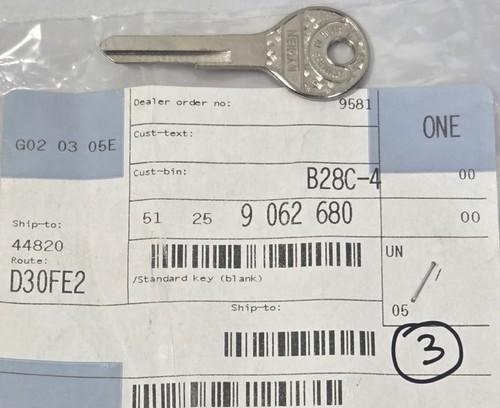 Dealer order no: 9581
Cust-text:
ONE
G02 03 05E
Cust-bin: B28C-4 00
51 25 9 062 680 00
Ship-to:
44820
Route:
D30FE2
/Standard key (blank)
UN
05
Ship-to:
3